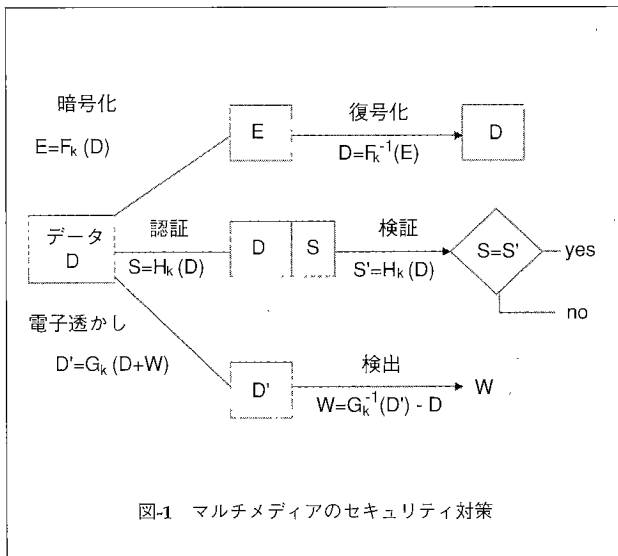 暗号化
E=Fk (D)
E
復号化
D=Fk-1(E)
D
データ
D
認証
S=Hk (D)
D
S
検証
S'=Hk (D)
S=S'
yes
no
電子透かし
D'=Gk (D+W)
D'
検出
W=Gk-1(D') - D
W
図-1 マルチメディアのセキュリティ対策